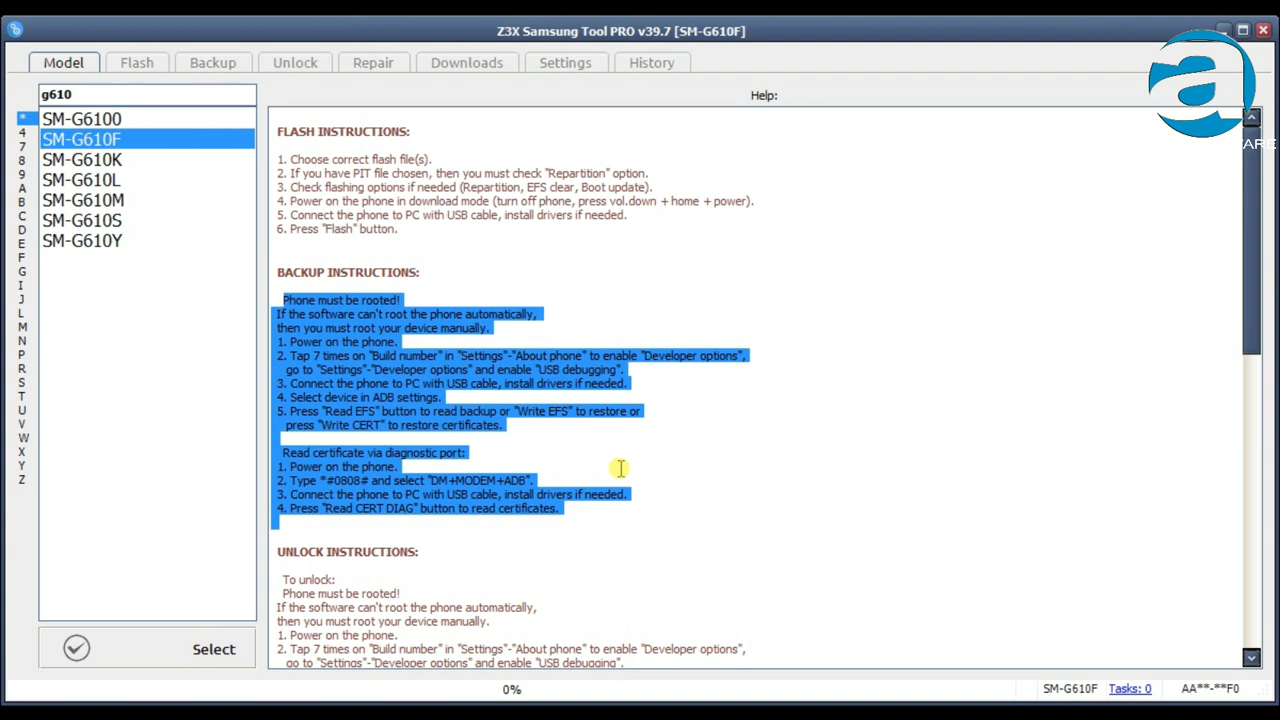 Z3X Samsung Tool PRO v39.7 [SM-G610F]
Model
Flash
Backup
Unlock
Repair
Downloads
Settings
History
g610
*
4
7
8
9
A
B
C
D
E
F
G
I
J
L
M
N
P
R
S
T
U
V
W
X
Y
Z
SM-G6100
SM-G610F
SM-G610K
SM-G610L
SM-G610M
SM-G610S
SM-G610Y
Select
Help:
FLASH INSTRUCTIONS:
1. Choose correct flash file(s).
2. If you have PIT file chosen, then you must check "Repartition" option.
3. Check flashing options if needed (Repartition, EFS clear, Boot update).
4. Power on the phone in download mode (turn off phone, press vol.down + home + power).
5. Connect the phone to PC with USB cable, install drivers if needed.
6. Press "Flash" button.
BACKUP INSTRUCTIONS:
Phone must be rooted!
If the software can't root the phone automatically,
then you must root your device manually.
1. Power on the phone.
2. Tap 7 times on "Build number" in "Settings"-"About phone" to enable "Developer options",
go to "Settings"-"Developer options" and enable "USB debugging".
3. Connect the phone to PC with USB cable, install drivers if needed.
4. Select device in ADB settings.
5. Press "Read EFS" button to read backup or "Write EFS" to restore or
press "Write CERT" to restore certificates.
Read certificate via diagnostic port:
1. Power on the phone.
2. Type *#0808# and select "DM+MODEM+ADB".
3. Connect the phone to PC with USB cable, install drivers if needed.
4. Press "Read CERT DIAG" button to read certificates.
UNLOCK INSTRUCTIONS:
To unlock:
Phone must be rooted!
If the software can't root the phone automatically,
then you must root your device manually.
1. Power on the phone.
2. Tap 7 times on "Build number" in "Settings"-"About phone" to enable "Developer options",
go to "Settings"-"Developer options" and enable "USB debugging".
0%
SM-G610F
Tasks: 0
AA**-**F0
a